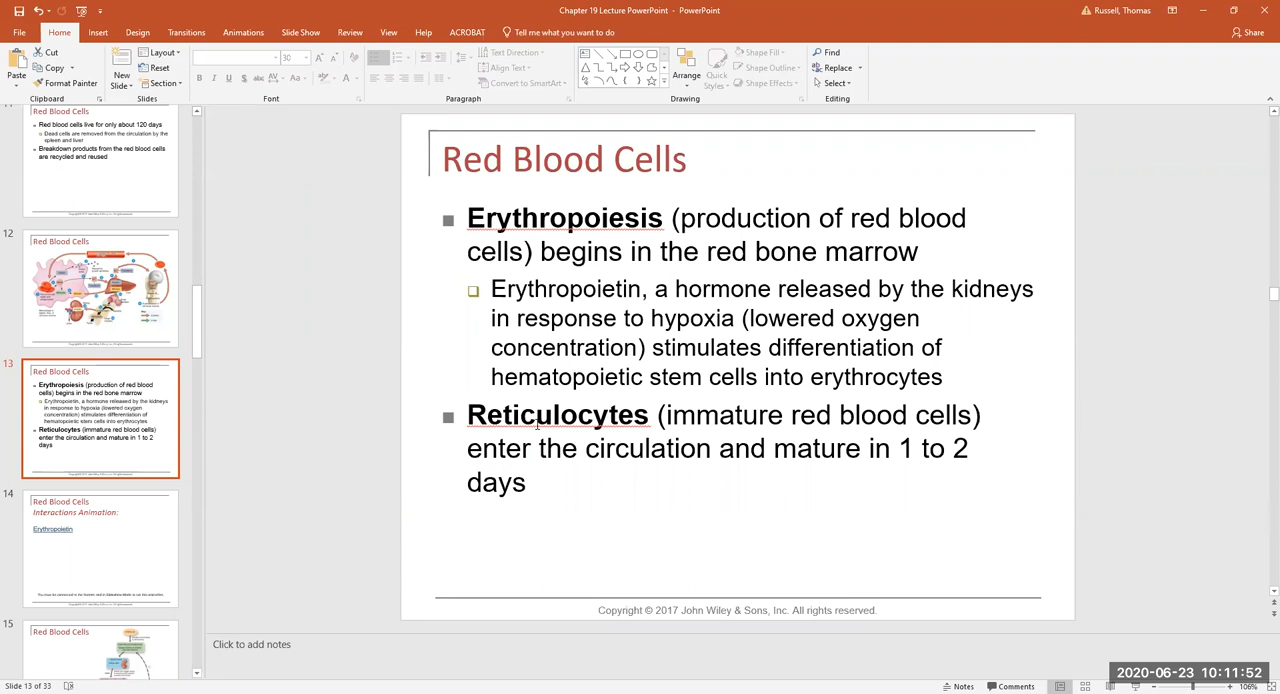 Chapter 19 Lecture PowerPoint - PowerPoint
Russell, Thomas
File Home Insert Design Transitions Animations Slide Show Review View Help ACROBAT Tell me what you want to do
Share
Paste
Cut
Copy
Format Painter
Clipboard
New
Slide
Layout
Reset
Section
Slides
30
B I U S abc AV Aa A
Font
Text Direction
Align Text
Convert to SmartArt
Paragraph
Arrange
Quick
Styles
Shape Fill
Shape Outline
Shape Effects
Drawing
Find
Replace
Select
Editing
Red Blood Cells
Red blood cells live for only about 120 days
Dead cells are removed from the circulation by the
spleen and liver
Breakdown products from the red blood cells
are recycled and reused
12
Red Blood Cells
13
Red Blood Cells
Erythropoiesis (production of red blood
cells) begins in the red bone marrow
Erythropoietin, a hormone released by the kidneys
in response to hypoxia (lowered oxygen
concentration) stimulates differentiation of
hematopoietic stem cells into erythrocytes
Reticulocytes (immature red blood cells)
enter the circulation and mature in 1 to 2
days
14
Red Blood Cells
Interactions Animation:
Erythropoietin
15
Red Blood Cells
Red Blood Cells
Erythropoiesis (production of red blood
cells) begins in the red bone marrow
Erythropoietin, a hormone released by the kidneys
in response to hypoxia (lowered oxygen
concentration) stimulates differentiation of
hematopoietic stem cells into erythrocytes
Reticulocytes (immature red blood cells)
enter the circulation and mature in 1 to 2
days
Copyright © 2017 John Wiley & Sons, Inc. All rights reserved.
Click to add notes
2020-06-23 10:11:52
Slide 13 of 33
Notes
Comments
106%